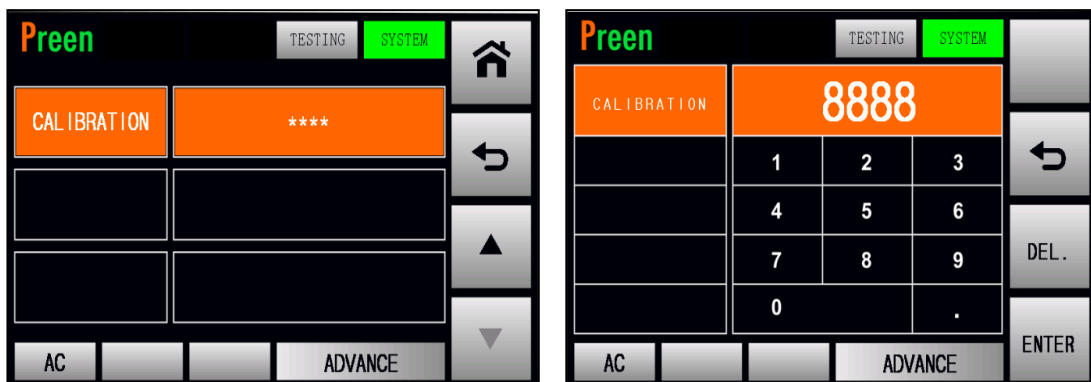 Preen TESTING SYSTEM
CALIBRATION ****
AC ADVANCE
Preen TESTING SYSTEM
CALIBRATION 8888
1 2 3
4 5 6
7 8 9
DEL.
0 .
ENTER
AC ADVANCE